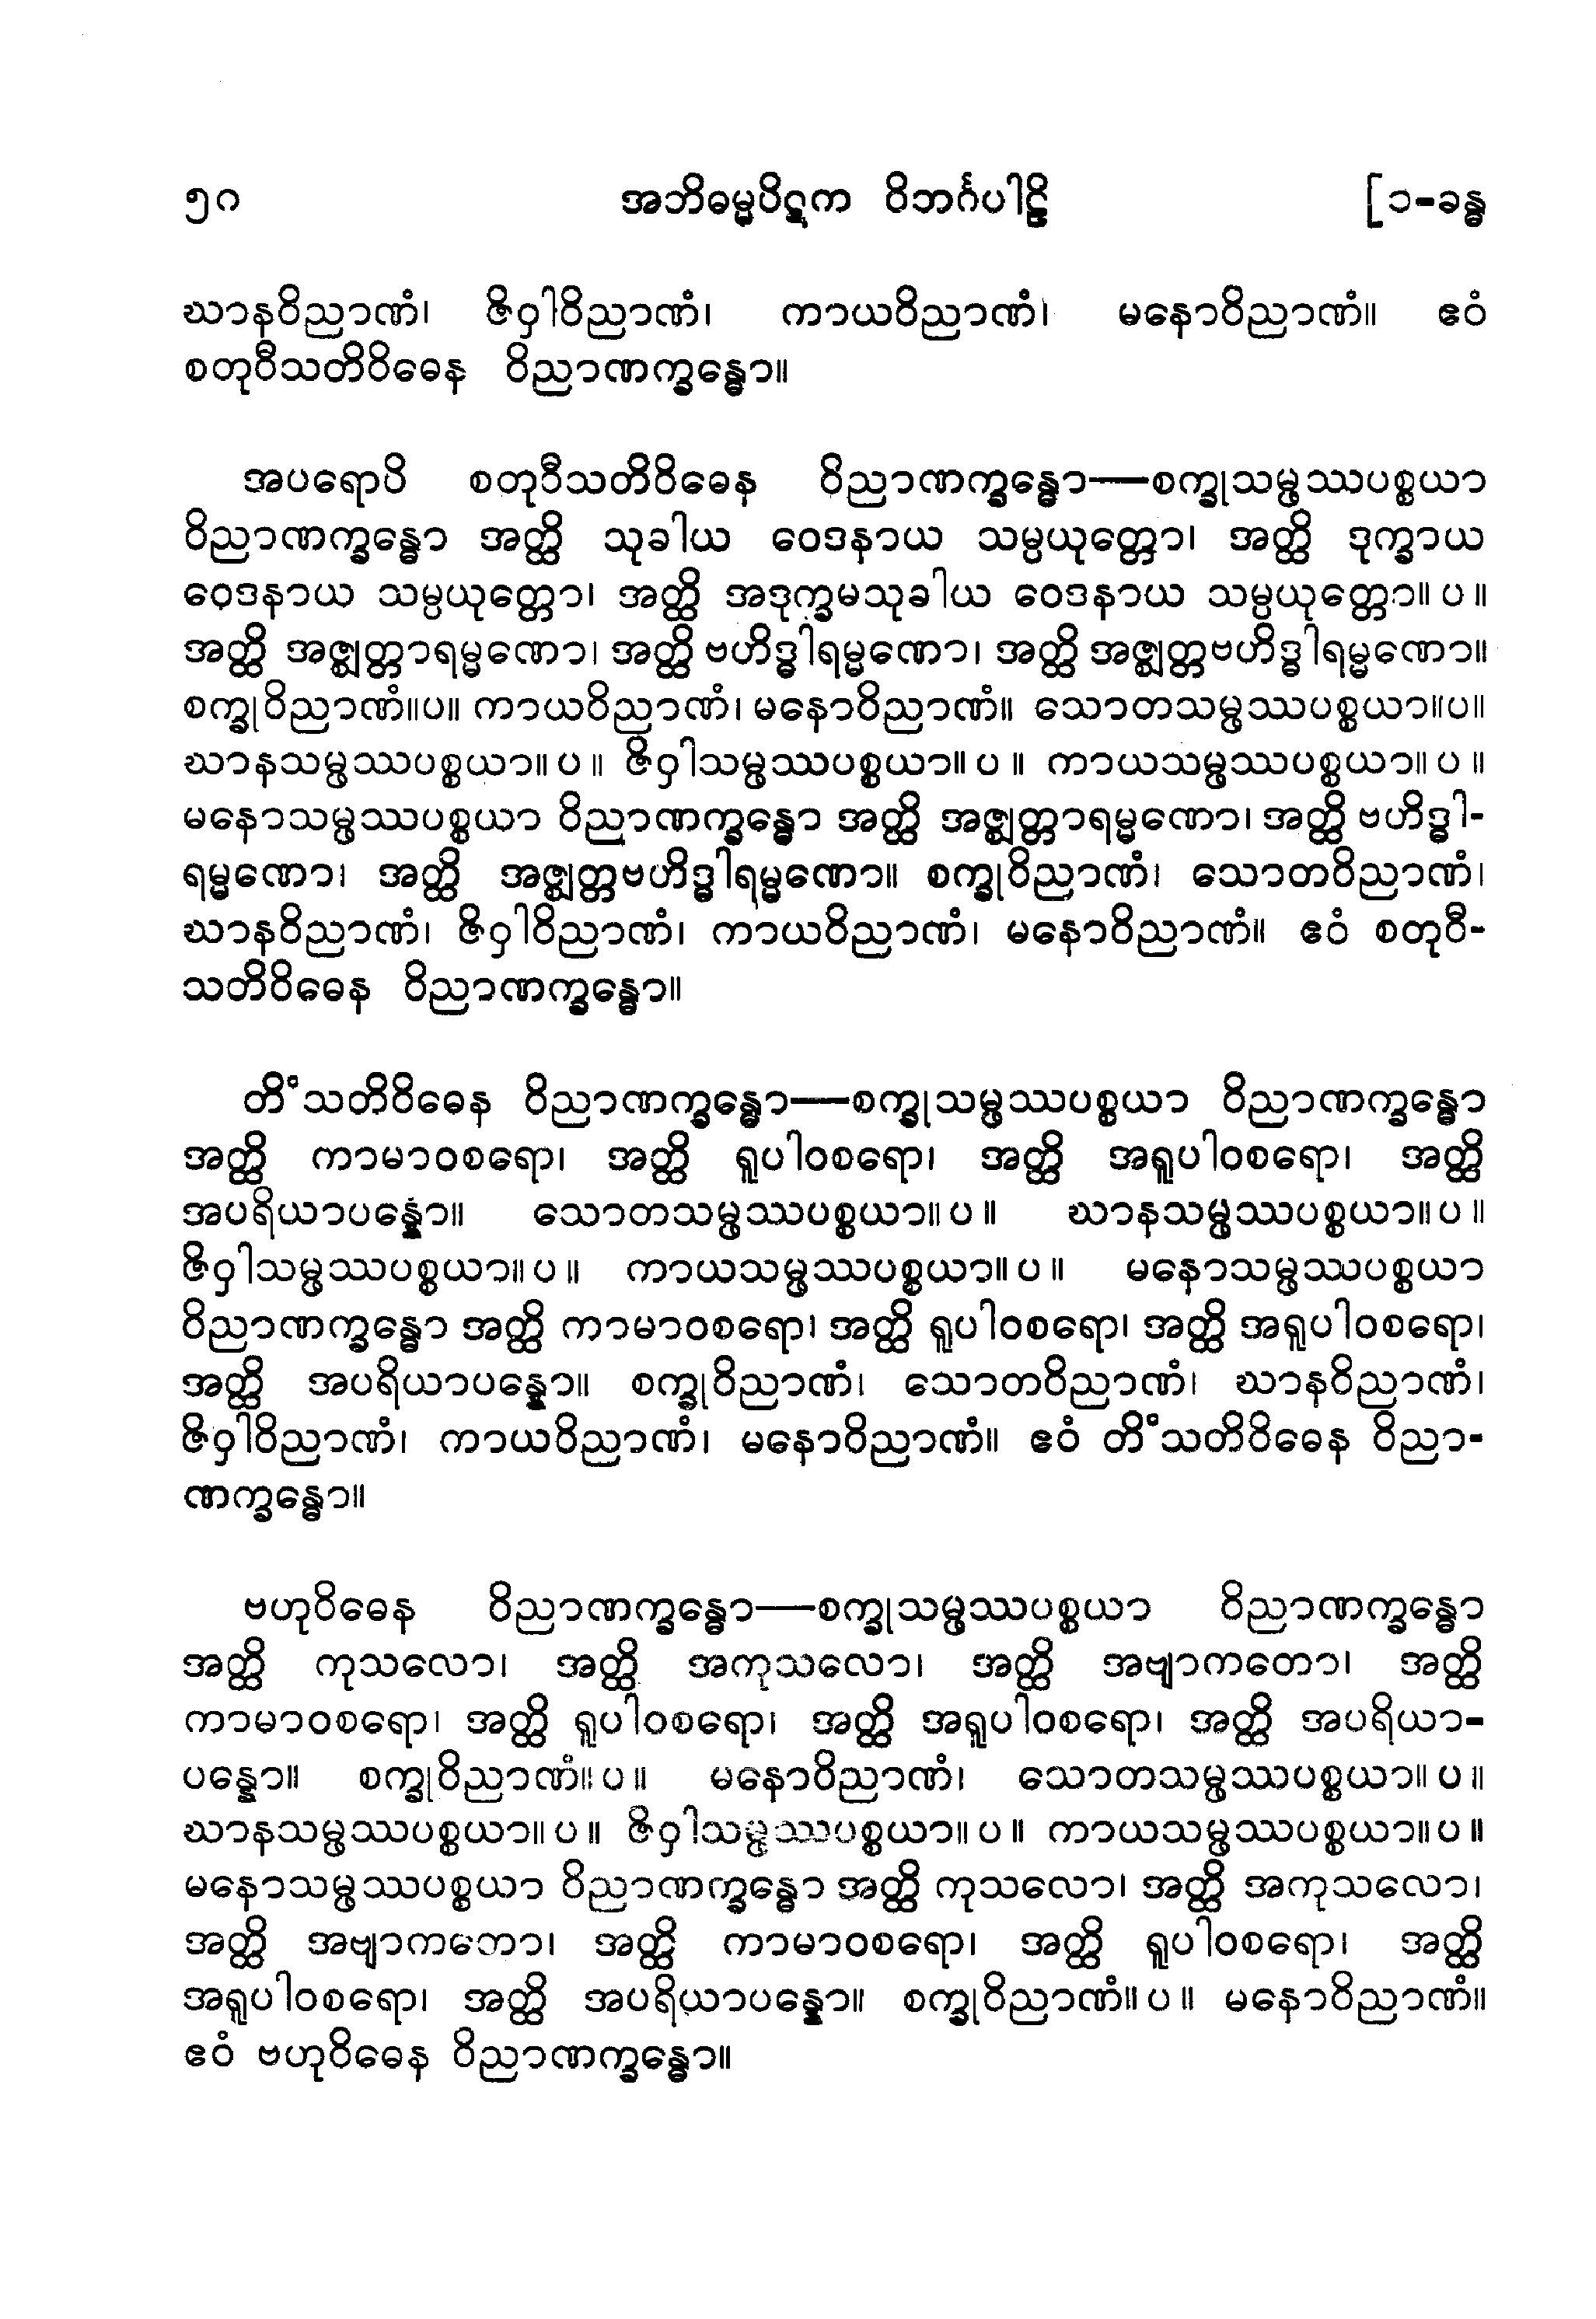 ၅၀ အဘိဓမ္မပိဋက ဝိဘင်္ဂပါဠိ [၁-ခန္ဓ
ဃာနဝိညာဏံ၊ ဇိဝှါဝိညာဏံ၊ ကာယဝိညာဏံ၊ မနောဝိညာဏံ။ ဧဝံ
စတုဝီသတိဝိဓေန ဝိညာဏက္ခန္ဓော။
အပရောပိ စတုဝီသတိဝိဓေန ဝိညာဏက္ခန္ဓော—စက္ခုသမ္ဖဿပစ္စယာ
ဝိညာဏက္ခန္ဓော အတ္ထိ သုခါယ ဝေဒနာယ သမ္ပယုတ္တော၊ အတ္ထိ ဒုက္ခာယ
ဝေဒနာယ သမ္ပယုတ္တော၊ အတ္ထိ အဒုက္ခမသုခါယ ဝေဒနာယ သမ္ပယုတ္တော။ ပ ။
အတ္ထိ အဇ္ဈတ္တာရမ္မဏော၊ အတ္ထိ ဗဟိဒ္ဓါရမ္မဏော၊ အတ္ထိ အဇ္ဈတ္တဗဟိဒ္ဓါရမ္မဏော။
စက္ခုဝိညာဏံ။ပ။ ကာယဝိညာဏံ၊ မနောဝိညာဏံ။ သောတသမ္ဖဿပစ္စယာ။ပ။
ဃာနသမ္ဖဿပစ္စယာ။ ပ ။ ဇိဝှါသမ္ဖဿပစ္စယာ။ ပ ။ ကာယသမ္ဖဿပစ္စယာ။ ပ ။
မနောသမ္ဖဿပစ္စယာ ဝိညာဏက္ခန္ဓော အတ္ထိ အဇ္ဈတ္တာရမ္မဏော၊ အတ္ထိ ဗဟိဒ္ဓါ-
ရမ္မဏော၊ အတ္ထိ အဇ္ဈတ္တဗဟိဒ္ဓါရမ္မဏော။ စက္ခုဝိညာဏံ၊ သောတဝိညာဏံ၊
ဃာနဝိညာဏံ၊ ဇိဝှါဝိညာဏံ၊ ကာယဝိညာဏံ၊ မနောဝိညာဏံ။ ဧဝံ စတုဝီ-
သတိဝိဓေန ဝိညာဏက္ခန္ဓော။
တိံသတိဝိဓေန ဝိညာဏက္ခန္ဓော—စက္ခုသမ္ဖဿပစ္စယာ ဝိညာဏက္ခန္ဓော
အတ္ထိ ကာမာဝစရော၊ အတ္ထိ ရူပါဝစရော၊ အတ္ထိ အရူပါဝစရော၊ အတ္ထိ
အပရိယာပန္နော။ သောတသမ္ဖဿပစ္စယာ။ ပ ။ ဃာနသမ္ဖဿပစ္စယာ။ ပ ။
ဇိဝှါသမ္ဖဿပစ္စယာ။ ပ ။ ကာယသမ္ဖဿပစ္စယာ။ ပ ။ မနောသမ္ဖဿပစ္စယာ
ဝိညာဏက္ခန္ဓော အတ္ထိ ကာမာဝစရော၊ အတ္ထိ ရူပါဝစရော၊ အတ္ထိ အရူပါဝစရော၊
အတ္ထိ အပရိယာပန္နော။ စက္ခုဝိညာဏံ၊ သောတဝိညာဏံ၊ ဃာနဝိညာဏံ၊
ဇိဝှါဝိညာဏံ၊ ကာယဝိညာဏံ၊ မနောဝိညာဏံ။ ဧဝံ တိံသတိဝိဓေန ဝိညာ-
ဏက္ခန္ဓော။
ဗဟုဝိဓေန ဝိညာဏက္ခန္ဓော—စက္ခုသမ္ဖဿပစ္စယာ ဝိညာဏက္ခန္ဓော
အတ္ထိ ကုသလော၊ အတ္ထိ အကုသလော၊ အတ္ထိ အဗျာကတော၊ အတ္ထိ
ကာမာဝစရော၊ အတ္ထိ ရူပါဝစရော၊ အတ္ထိ အရူပါဝစရော၊ အတ္ထိ အပရိယာ-
ပန္နော။ စက္ခုဝိညာဏံ။ ပ ။ မနောဝိညာဏံ၊ သောတသမ္ဖဿပစ္စယာ။ ပ ။
ဃာနသမ္ဖဿပစ္စယာ။ ပ ။ ဇိဝှါသမ္ဖဿပစ္စယာ။ ပ ။ ကာယသမ္ဖဿပစ္စယာ။ ပ ။
မနောသမ္ဖဿပစ္စယာ ဝိညာဏက္ခန္ဓော အတ္ထိ ကုသလော၊ အတ္ထိ အကုသလော၊
အတ္ထိ အဗျာကတော၊ အတ္ထိ ကာမာဝစရော၊ အတ္ထိ ရူပါဝစရော၊ အတ္ထိ
အရူပါဝစရော၊ အတ္ထိ အပရိယာပန္နော။ စက္ခုဝိညာဏံ။ ပ ။ မနောဝိညာဏံ။
ဧဝံ ဗဟုဝိဓေန ဝိညာဏက္ခန္ဓော။